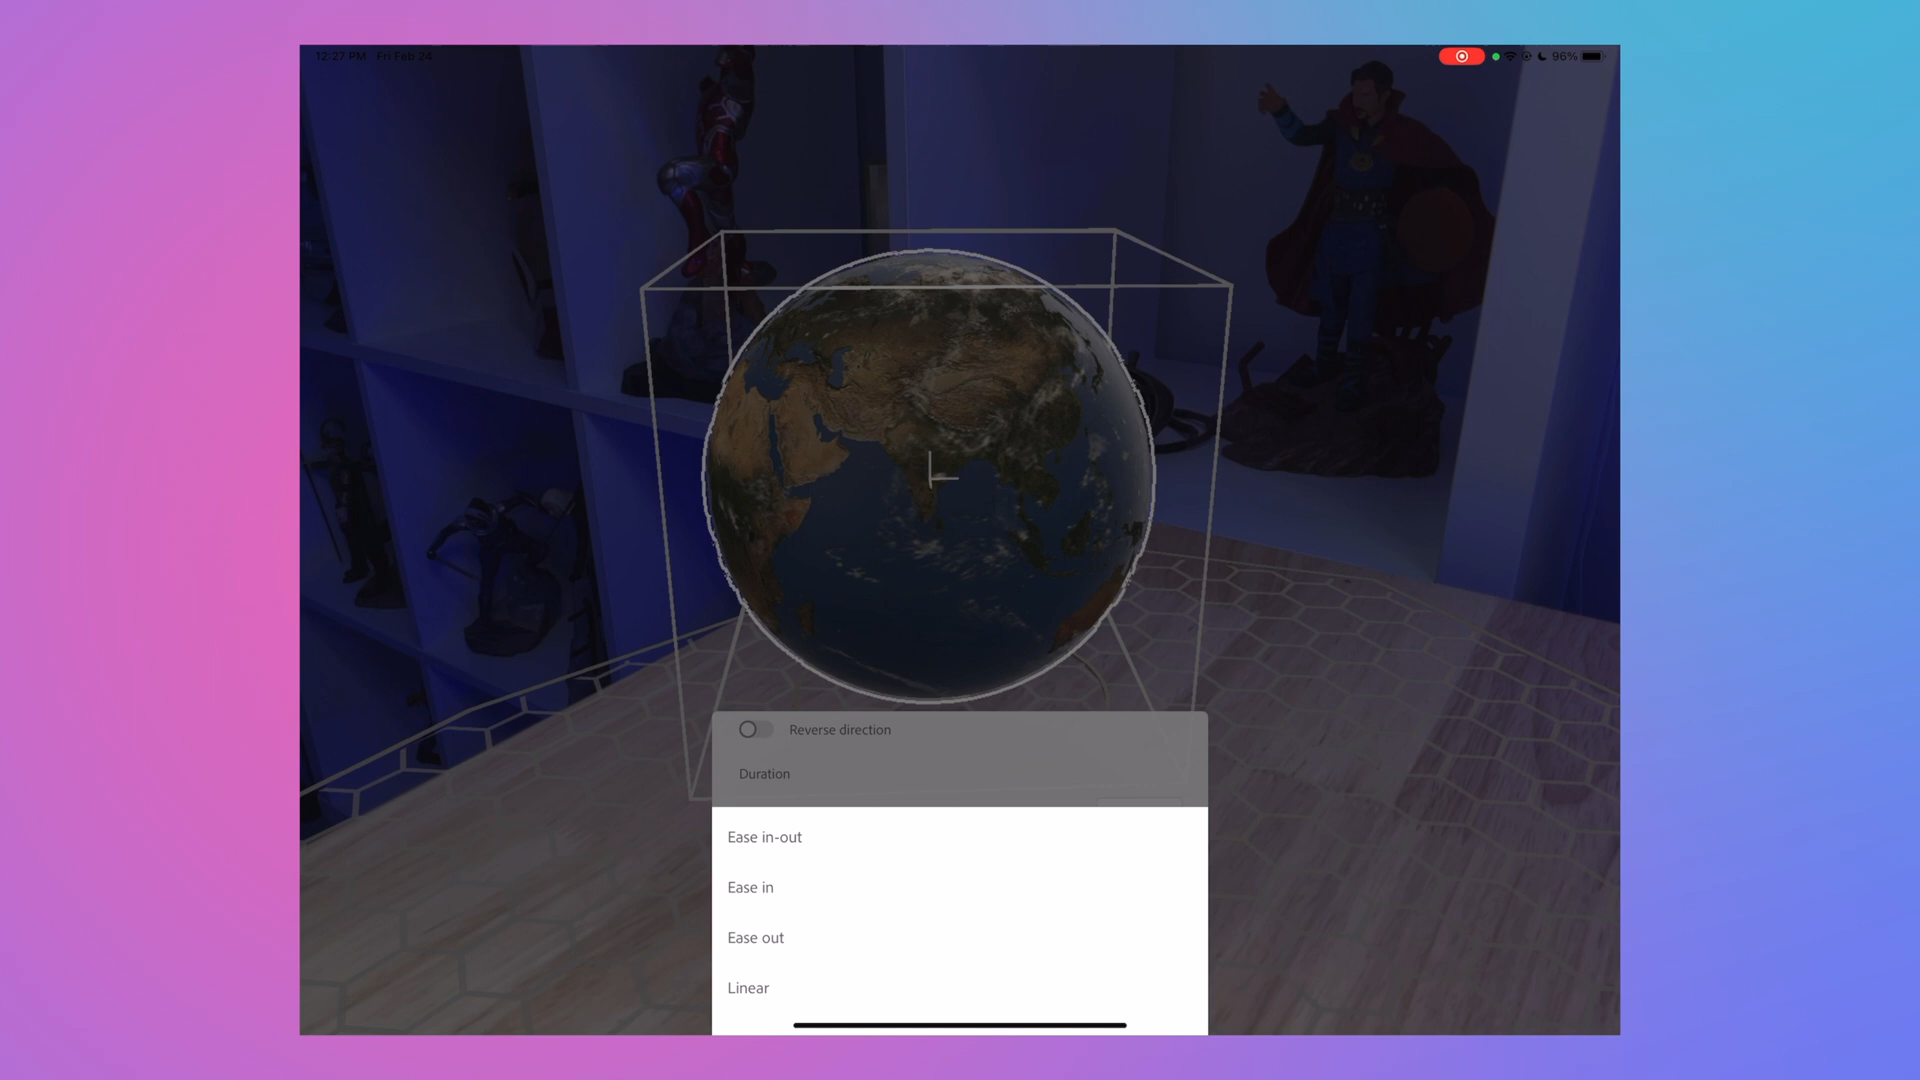 12:27 PM Fri Feb 24
96%
Reverse direction
Duration
Ease in-out
Ease in
Ease out
Linear